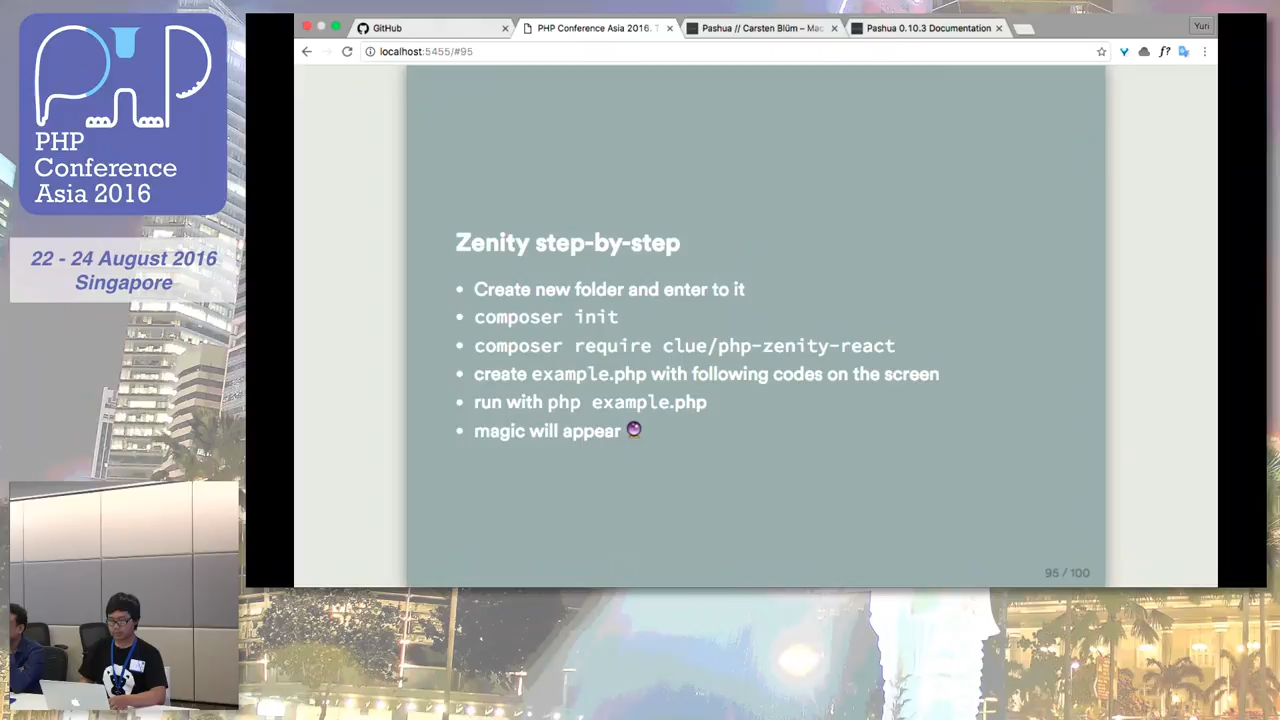 PHP
Conference
Asia 2016
22 - 24 August 2016
Singapore
GitHub
PHP Conference Asia 2016. T
Pashua // Carsten Blüm – Mac
Pashua 0.10.3 Documentation
Yuri
localhost:5455/#95
f?
Zenity step-by-step
• Create new folder and enter to it
• composer init
• composer require clue/php-zenity-react
• create example.php with following codes on the screen
• run with php example.php
• magic will appear 🔮
95 / 100